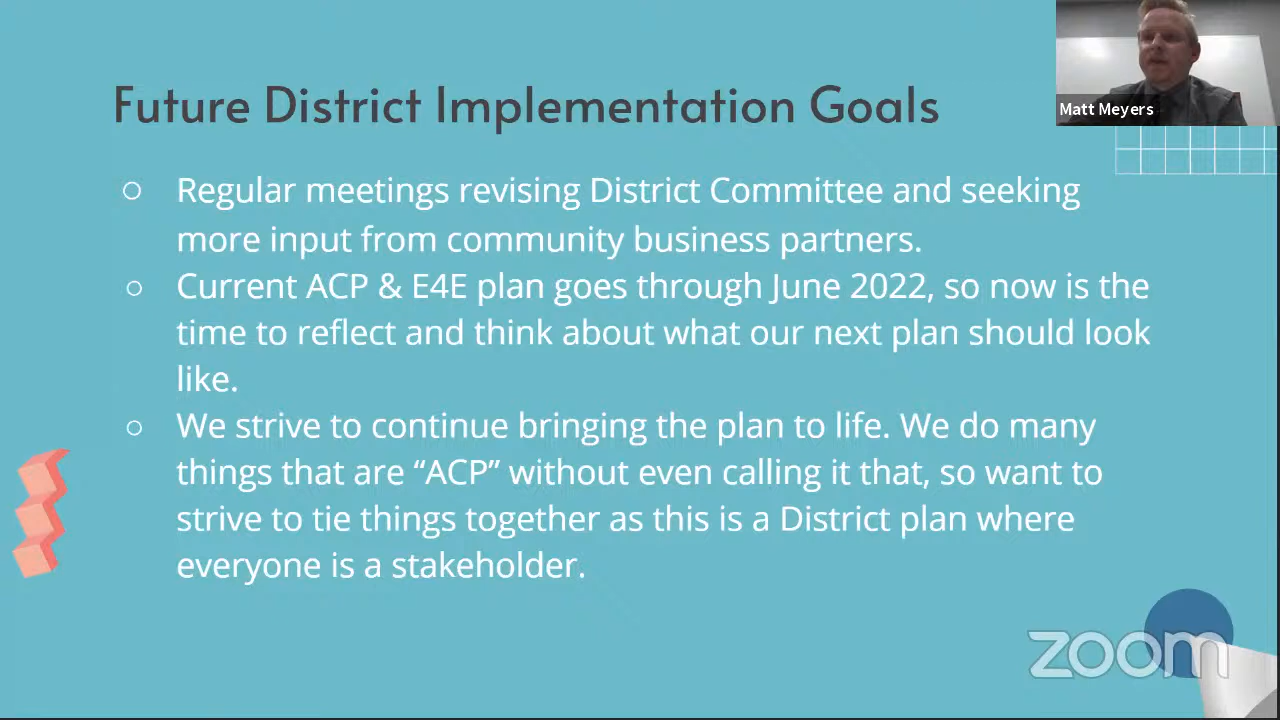 Future District Implementation Goals
Matt Meyers
Regular meetings revising District Committee and seeking
more input from community business partners.
Current ACP & E4E plan goes through June 2022, so now is the
time to reflect and think about what our next plan should look
like.
We strive to continue bringing the plan to life. We do many
things that are “ACP” without even calling it that, so want to
strive to tie things together as this is a District plan where
everyone is a stakeholder.
zoom